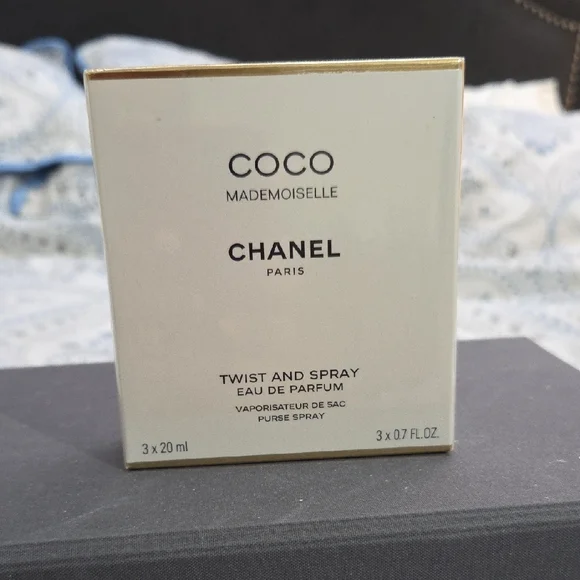 COCO
MADEMOISELLE
CHANEL
PARIS
TWIST AND SPRAY
EAU DE PARFUM
VAPORISATEUR DE SAC
PURSE SPRAY
3 x 20 ml
3 x 0.7 FL.OZ.